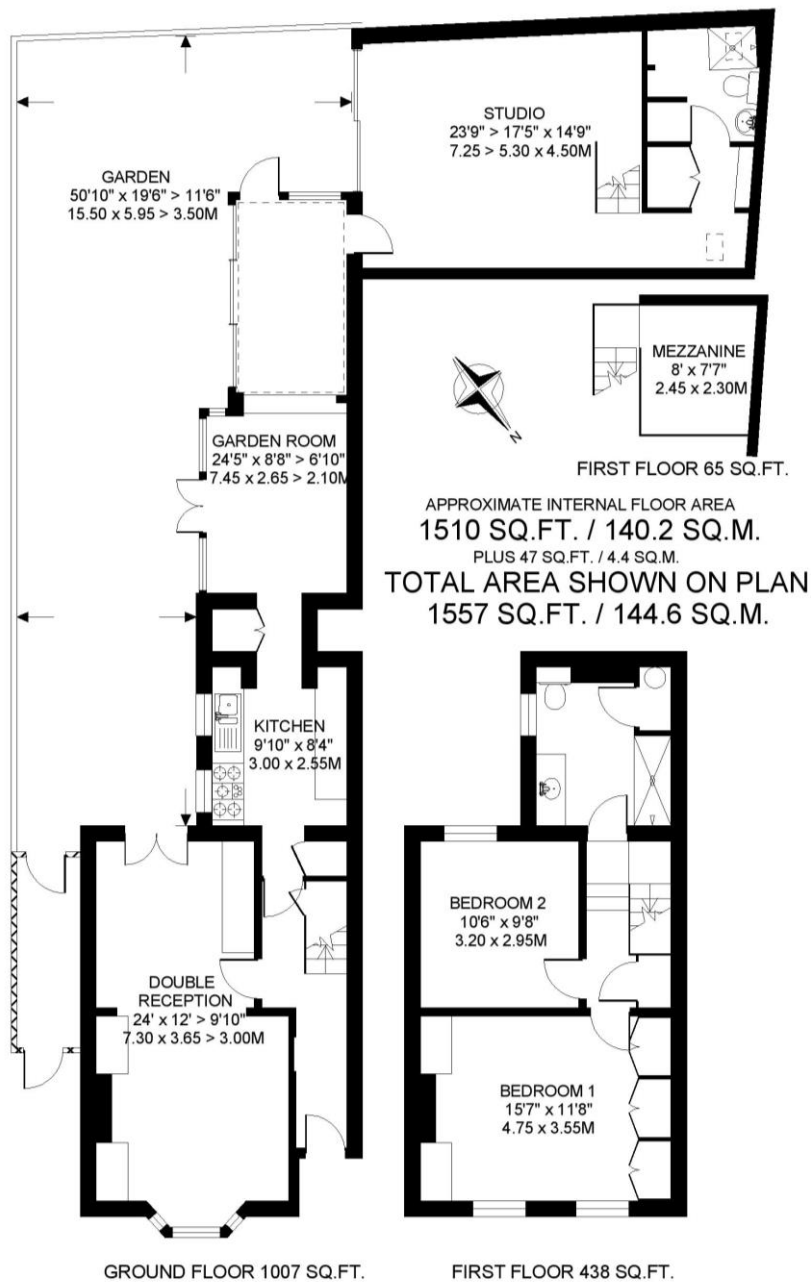 STUDIO
23'9" > 17'5" x 14'9"
7.25 > 5.30 x 4.50M
GARDEN
50'10" x 19'6" > 11'6"
15.50 x 5.95 > 3.50M
MEZZANINE
8' x 7'7"
2.45 x 2.30M
N
FIRST FLOOR 65 SQ.FT.
GARDEN ROOM
24'5" x 8'8" > 6'10"
7.45 x 2.65 > 2.10M
APPROXIMATE INTERNAL FLOOR AREA
1510 SQ.FT. / 140.2 SQ.M.
PLUS 47 SQ.FT. / 4.4 SQ.M.
TOTAL AREA SHOWN ON PLAN
1557 SQ.FT. / 144.6 SQ.M.
KITCHEN
9'10" x 8'4"
3.00 x 2.55M
BEDROOM 2
10'6" x 9'8"
3.20 x 2.95M
DOUBLE
RECEPTION
24' x 12' > 9'10"
7.30 x 3.65 > 3.00M
BEDROOM 1
15'7" x 11'8"
4.75 x 3.55M
GROUND FLOOR 1007 SQ.FT.
FIRST FLOOR 438 SQ.FT.